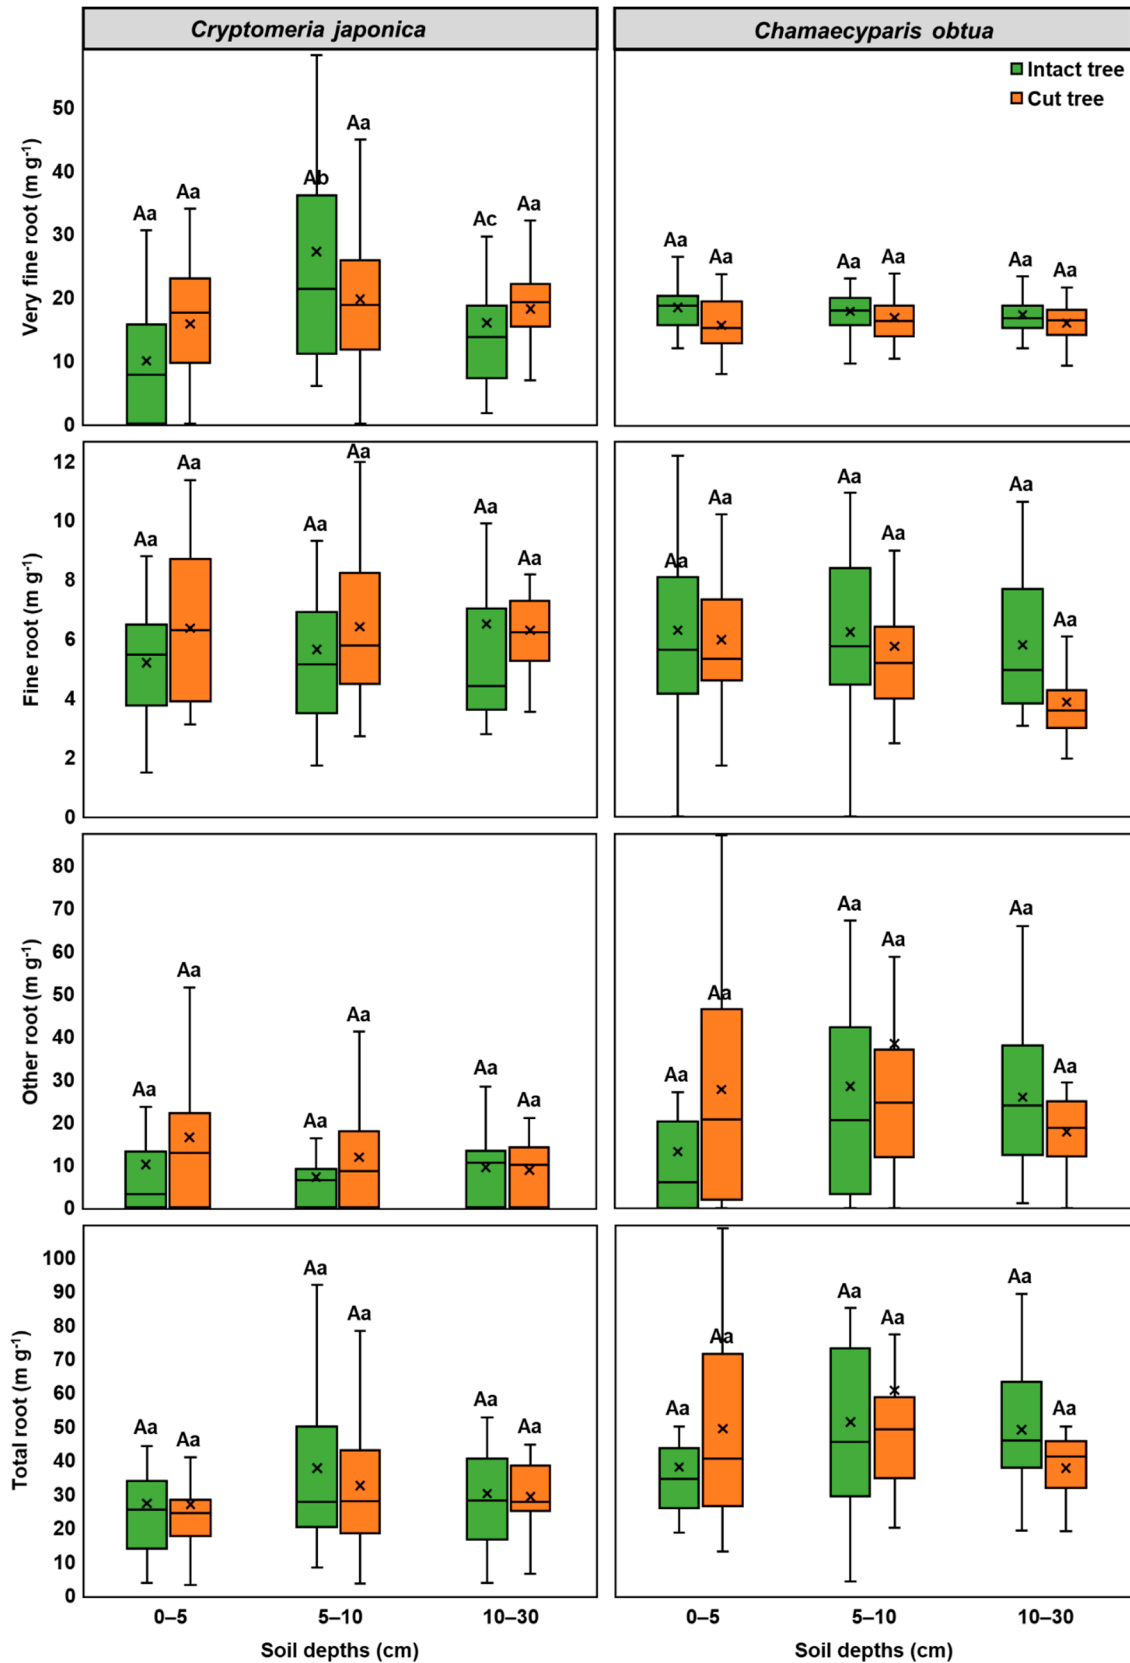 Cryptomeria japonica
Chamaecyparis obtua
Intact tree
Cut tree
Very fine root (m g-1)
50
40
30
20
10
0
Aa
Aa
Ab
Aa
Ac
Aa
Aa
Aa
Aa
Aa
Aa
Aa
Fine root (m g-1)
12
10
8
6
4
2
0
Aa
Aa
Aa
Aa
Aa
Aa
Aa
Aa
Aa
Aa
Aa
Aa
Other root (m g-1)
80
70
60
50
40
30
20
10
0
Aa
Aa
Aa
Aa
Aa
Aa
Aa
Aa
Aa
Aa
Aa
Aa
Total root (m g-1)
100
90
80
70
60
50
40
30
20
10
0
Aa
Aa
Aa
Aa
Aa
Aa
Aa
Aa
Aa
Aa
Aa
Aa
0–5
5–10
10–30
0–5
5–10
10–30
Soil depths (cm)
Soil depths (cm)